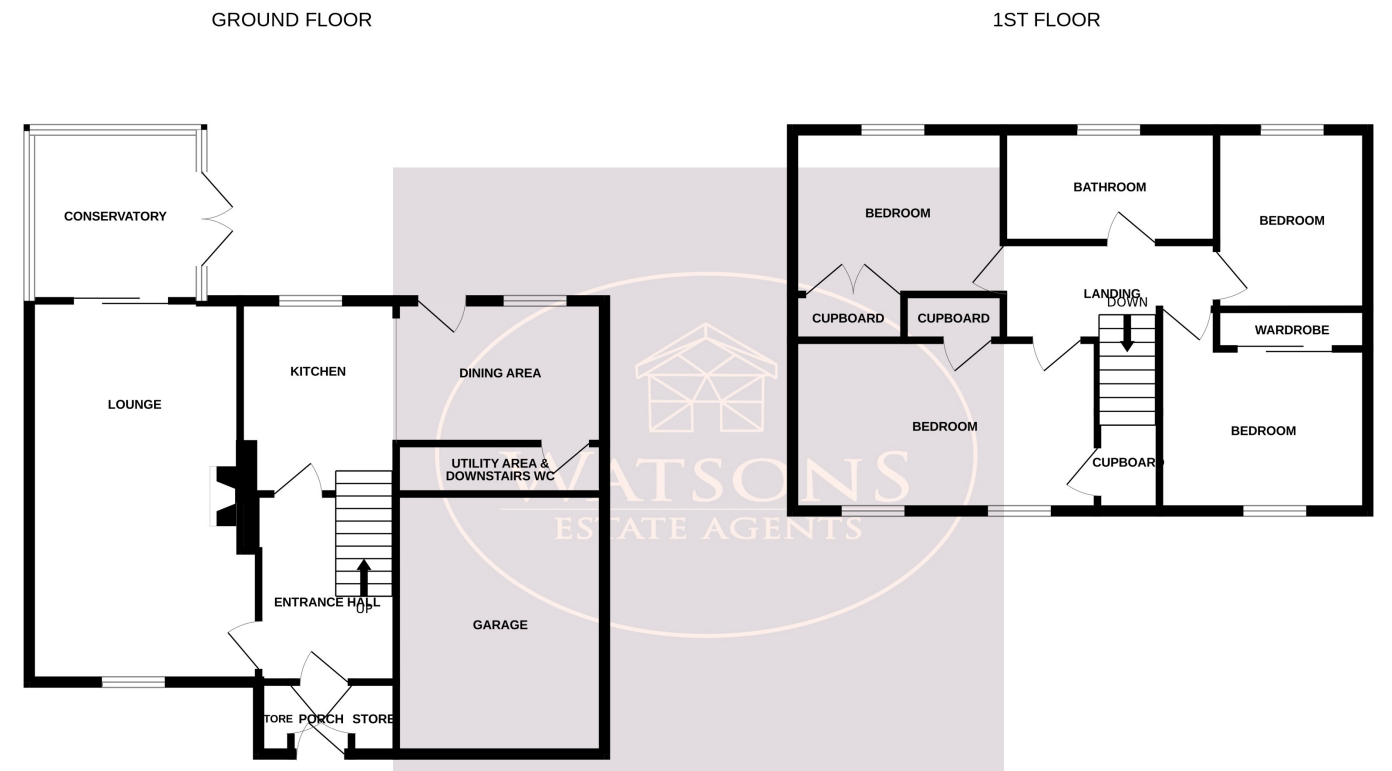 GROUND FLOOR
1ST FLOOR
CONSERVATORY
LOUNGE
KITCHEN
DINING AREA
UTILITY AREA &
DOWNSTAIRS WC
ENTRANCE HALL
UP
GARAGE
TORE
PORCH
STORE
BEDROOM
BATHROOM
BEDROOM
LANDING
DOWN
CUPBOARD
CUPBOARD
WARDROBE
BEDROOM
BEDROOM
CUPBOARD
WATSONS
ESTATE AGENTS